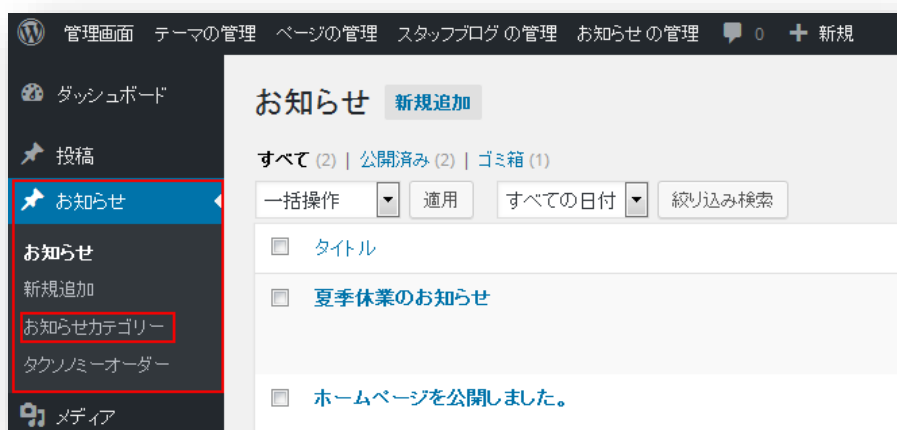 管理画面 テーマの管理 ページの管理 スタッフブログ の管理 お知らせ の管理 0 + 新規
ダッシュボード
投稿
お知らせ
お知らせ
新規追加
お知らせカテゴリー
タクソノミーオーダー
メディア
お知らせ 新規追加
すべて (2) | 公開済み (2) | ゴミ箱 (1)
一括操作 適用 すべての日付 絞り込み検索
タイトル
夏季休業のお知らせ
ホームページを公開しました。